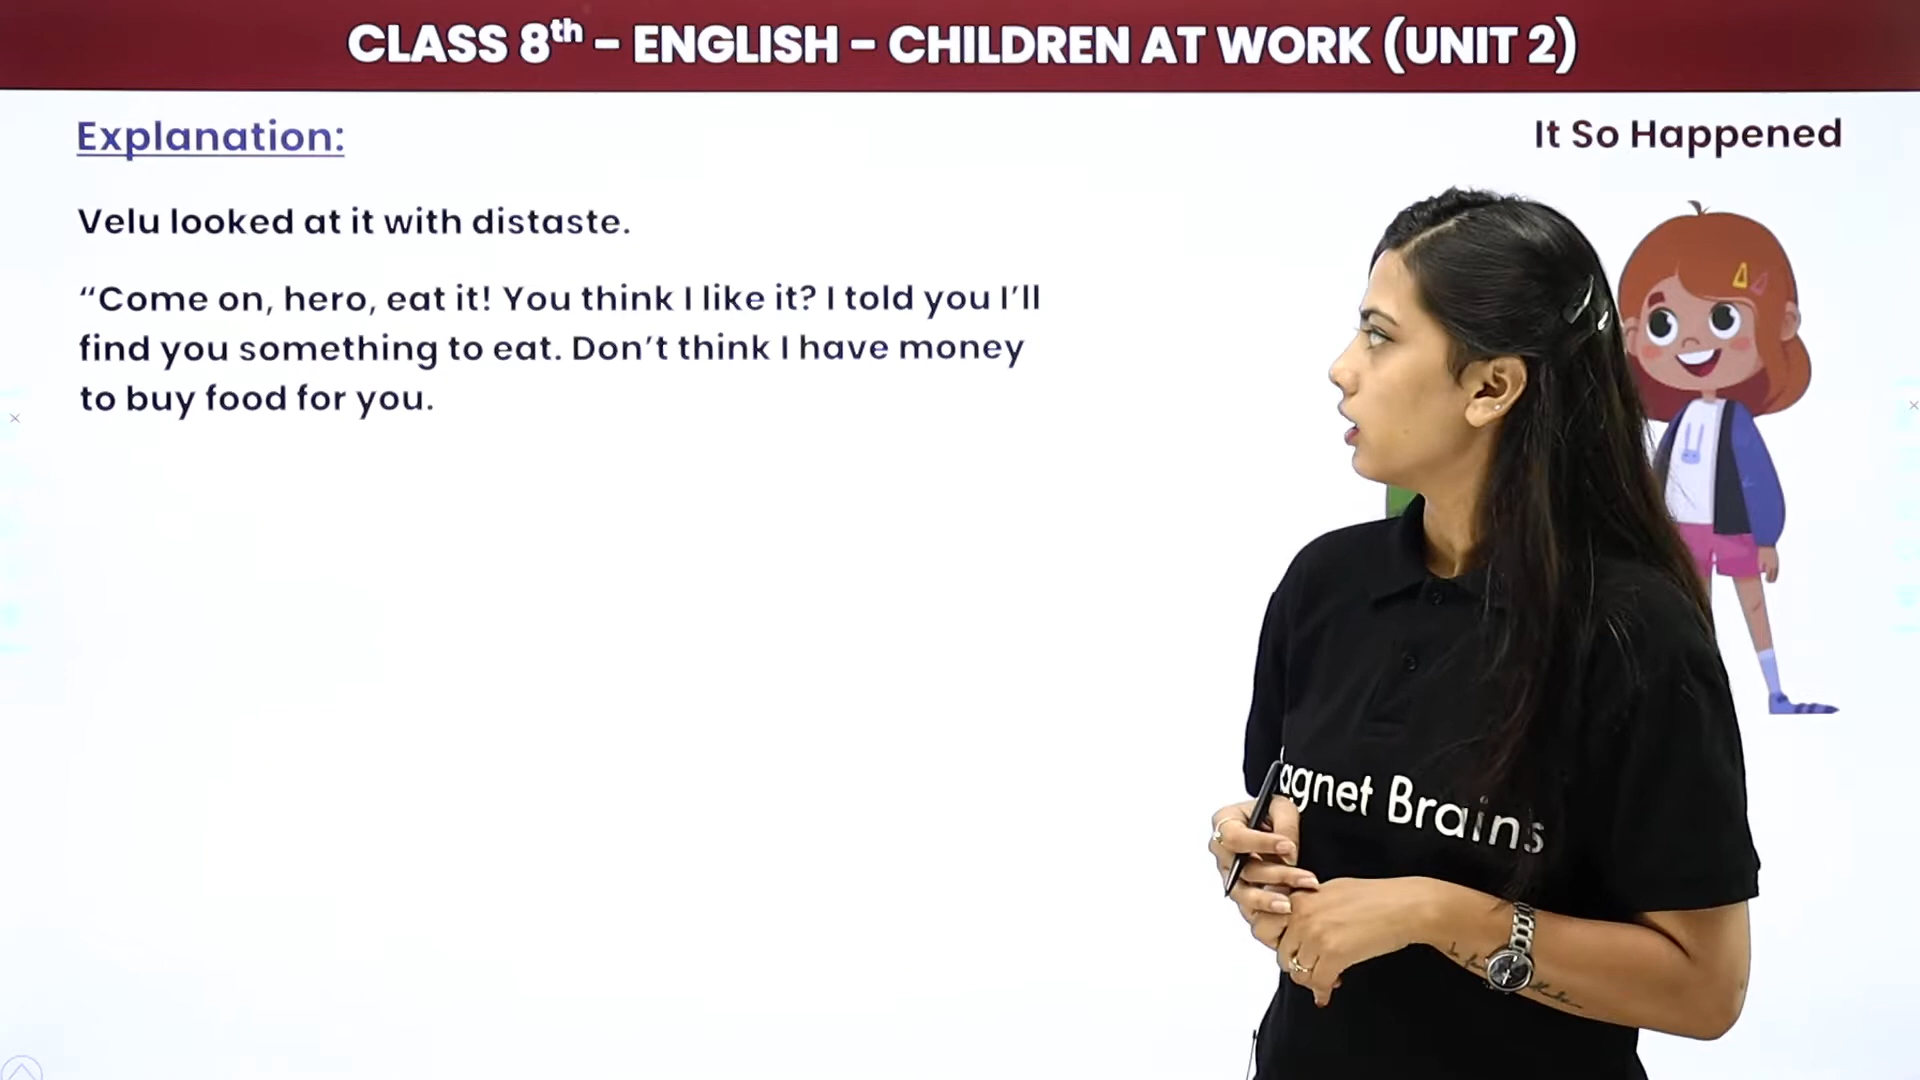 CLASS 8th – ENGLISH – CHILDREN AT WORK (UNIT 2)
Explanation:
It So Happened
Velu looked at it with distaste.
“Come on, hero, eat it! You think I like it? I told you I’ll
find you something to eat. Don’t think I have money
to buy food for you.
agnet Brains